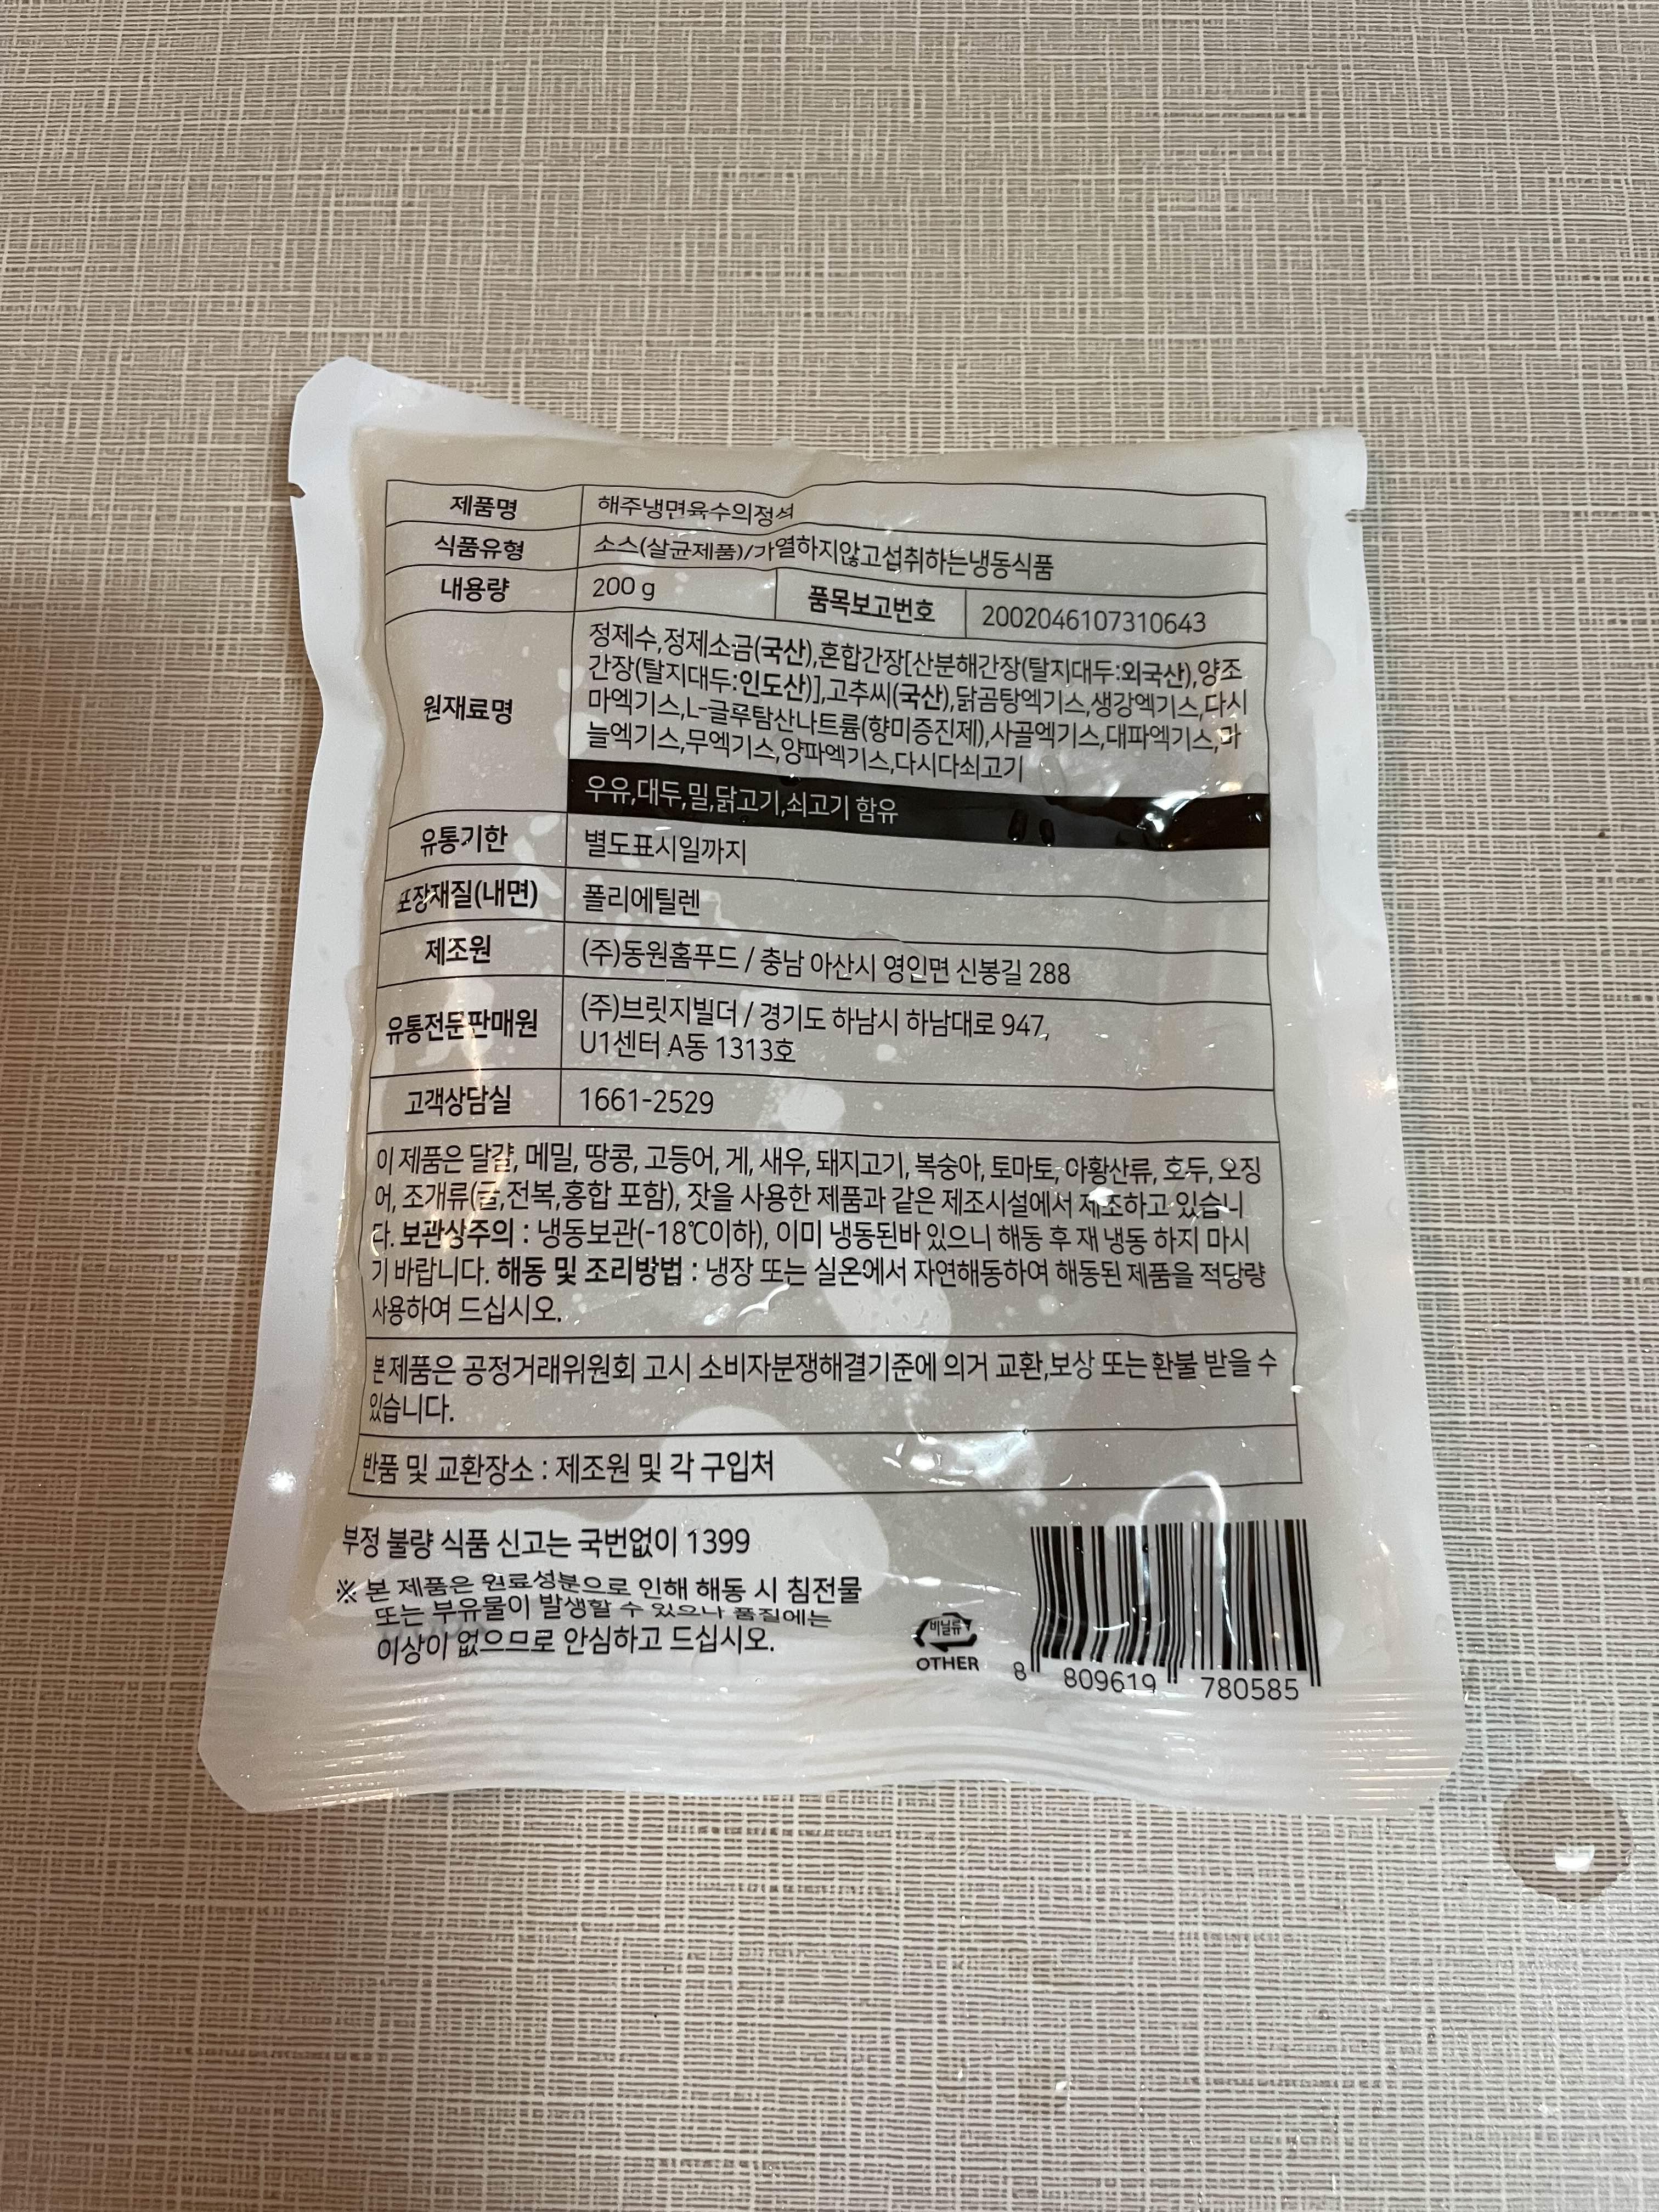 제품명 해주냉면육수의정석
식품유형 소스(살균제품)/가열하지않고섭취하는냉동식품
내용량 200 g 품목보고번호 2002046107310643
원재료명
정제수,정제소금(국산),혼합간장[산분해간장(탈지대두:외국산),양조
간장(탈지대두:인도산)],고추씨(국산),닭곰탕엑기스,생강엑기스,다시
마엑기스,L-글루탐산나트륨(향미증진제),사골엑기스,대파엑기스,마
늘엑기스,무엑기스,양파엑기스,다시다쇠고기
우유,대두,밀,닭고기,쇠고기 함유
유통기한 별도표시일까지
포장재질(내면) 폴리에틸렌
제조원 (주)동원홈푸드 / 충남 아산시 영인면 신봉길 288
유통전문판매원
(주)브릿지빌더 / 경기도 하남시 하남대로 947,
U1센터 A동 1313호
고객상담실 1661-2529
이 제품은 달걀, 메밀, 땅콩, 고등어, 게, 새우, 돼지고기, 복숭아, 토마토, 아황산류, 호두, 오징
어, 조개류(굴,전복,홍합 포함), 잣을 사용한 제품과 같은 제조시설에서 제조하고 있습니
다. 보관상주의 : 냉동보관(-18℃이하), 이미 냉동된바 있으니 해동 후 재 냉동 하지 마시
기 바랍니다. 해동 및 조리방법 : 냉장 또는 실온에서 자연해동하여 해동된 제품을 적당량
사용하여 드십시오.
본 제품은 공정거래위원회 고시 소비자분쟁해결기준에 의거 교환,보상 또는 환불 받을 수
있습니다.
반품 및 교환장소 : 제조원 및 각 구입처
부정 불량 식품 신고는 국번없이 1399
※ 본 제품은 원료성분으로 인해 해동 시 침전물
또는 부유물이 발생할 수 있으나 품질에는
이상이 없으므로 안심하고 드십시오.
비닐류
OTHER
8 809619 780585